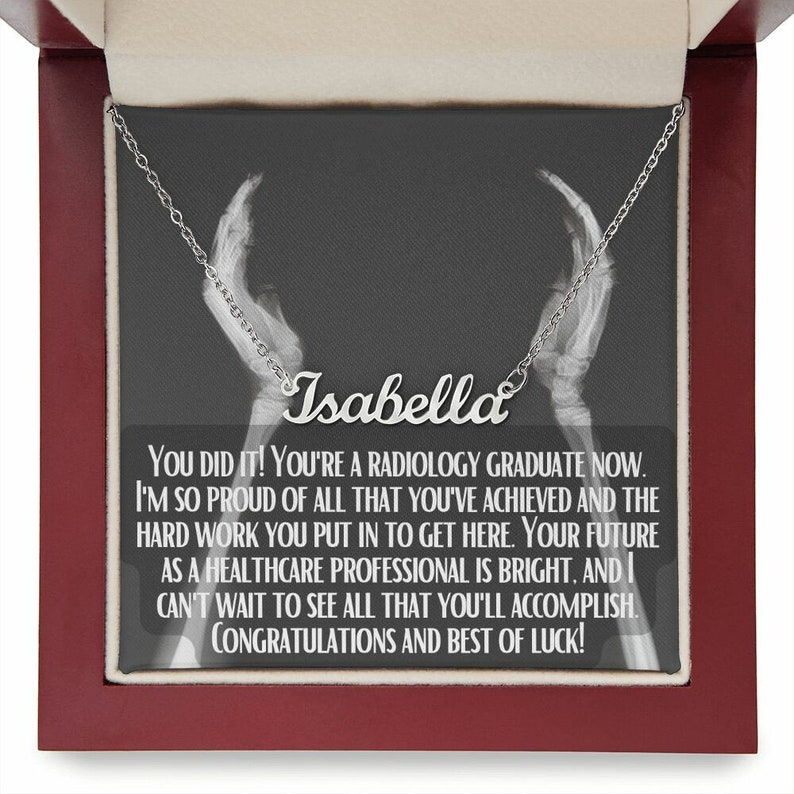 Isabella
You did it! You're a radiology graduate now.
I'm so proud of all that you've achieved and the
hard work you put in to get here. Your future
as a healthcare professional is bright, and I
can't wait to see all that you'll accomplish.
Congratulations and best of luck!